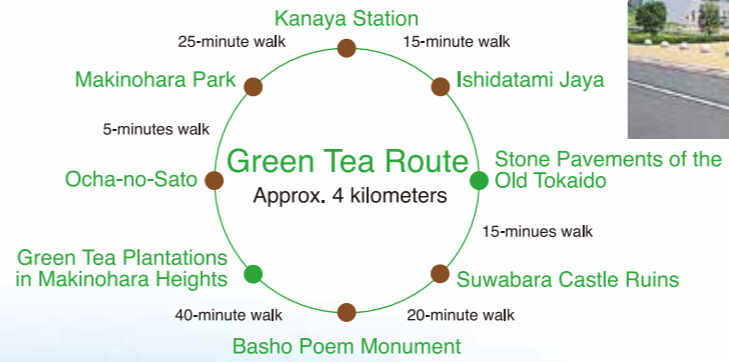 Kanaya Station
25-minute walk
15-minute walk
Makinohara Park
Ishidatami Jaya
5-minutes walk
Green Tea Route
Approx. 4 kilometers
Ocha-no-Sato
Stone Pavements of the
Old Tokaido
15-minues walk
Green Tea Plantations
in Makinohara Heights
Suwabara Castle Ruins
40-minute walk
20-minute walk
Basho Poem Monument